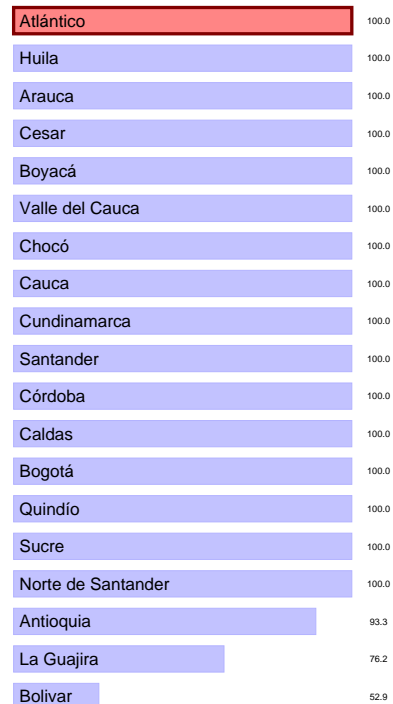 Atlántico 100.0
Huila 100.0
Arauca 100.0
Cesar 100.0
Boyacá 100.0
Valle del Cauca 100.0
Chocó 100.0
Cauca 100.0
Cundinamarca 100.0
Santander 100.0
Córdoba 100.0
Caldas 100.0
Bogotá 100.0
Quindío 100.0
Sucre 100.0
Norte de Santander 100.0
Antioquia 93.3
La Guajira 76.2
Bolivar 52.9